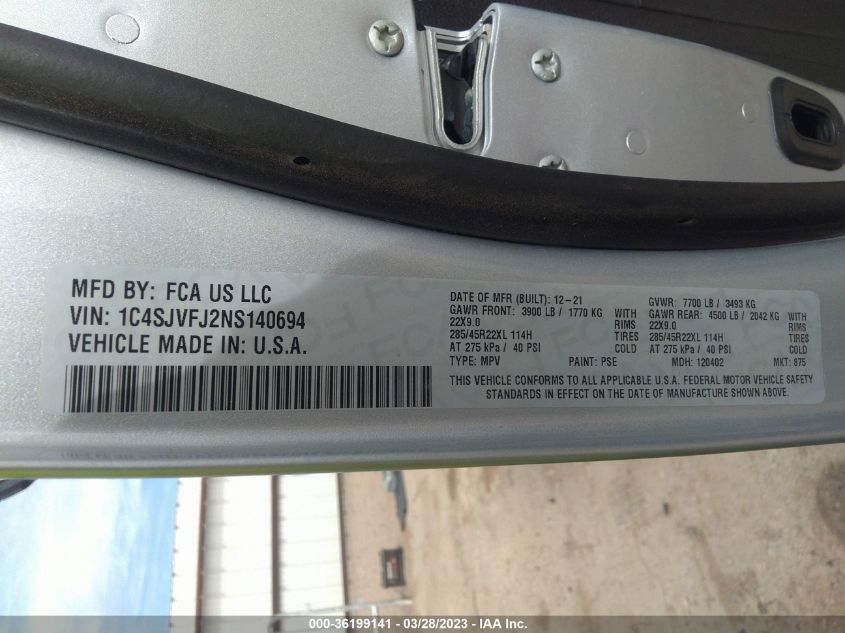 MFD BY: FCA US LLC
VIN: 1C4SJVFJ2NS140694
VEHICLE MADE IN: U.S.A.
DATE OF MFR (BUILT): 12-21
GVWR: 7700 LB / 3493 KG
GAWR FRONT: 3900 LB / 1770 KG WITH
GAWR REAR: 4500 LB / 2042 KG WITH
22X9.0 RIMS
22X9.0 RIMS
285/45R22XL 114H TIRES
285/45R22XL 114H TIRES
AT 275 kPa / 40 PSI COLD
AT 275 kPa / 40 PSI COLD
TYPE: MPV PAINT: PSE MDH: 120402 MKT: 875
THIS VEHICLE CONFORMS TO ALL APPLICABLE U.S.A. FEDERAL MOTOR VEHICLE SAFETY
STANDARDS IN EFFECT ON THE DATE OF MANUFACTURE SHOWN ABOVE.
000-36199141 - 03/28/2023 - IAA Inc.